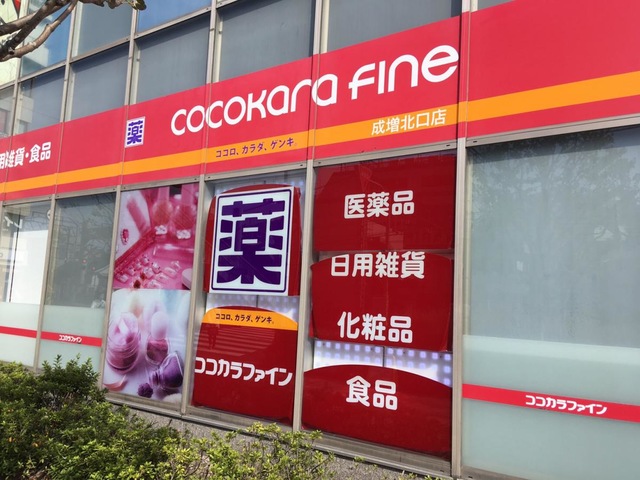 cocokara fine
薬
ココロ、カラダ、ゲンキ。
成増北口店
用雑貨・食品
薬
ココロ、カラダ、ゲンキ。
ココカラファイン
医薬品
日用雑貨
化粧品
食品
ココカラファイン
ココカラファイン